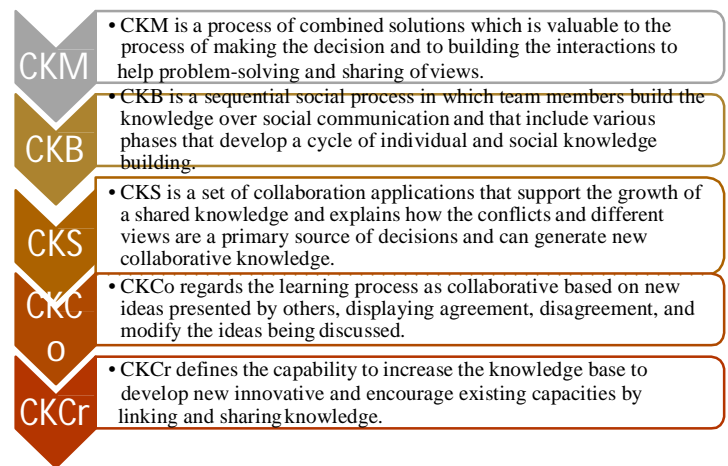 CKM
• CKM is a process of combined solutions which is valuable to the
process of making the decision and to building the interactions to
help problem-solving and sharing of views.
CKB
• CKB is a sequential social process in which team members build the
knowledge over social communication and that include various
phases that develop a cycle of individual and social knowledge
building.
CKS
• CKS is a set of collaboration applications that support the growth of
a shared knowledge and explains how the conflicts and different
views are a primary source of decisions and can generate new
collaborative knowledge.
CKC
o
• CKCo regards the learning process as collaborative based on new
ideas presented by others, displaying agreement, disagreement, and
modify the ideas being discussed.
CKCr
• CKCr defines the capability to increase the knowledge base to
develop new innovative and encourage existing capacities by
linking and sharing knowledge.